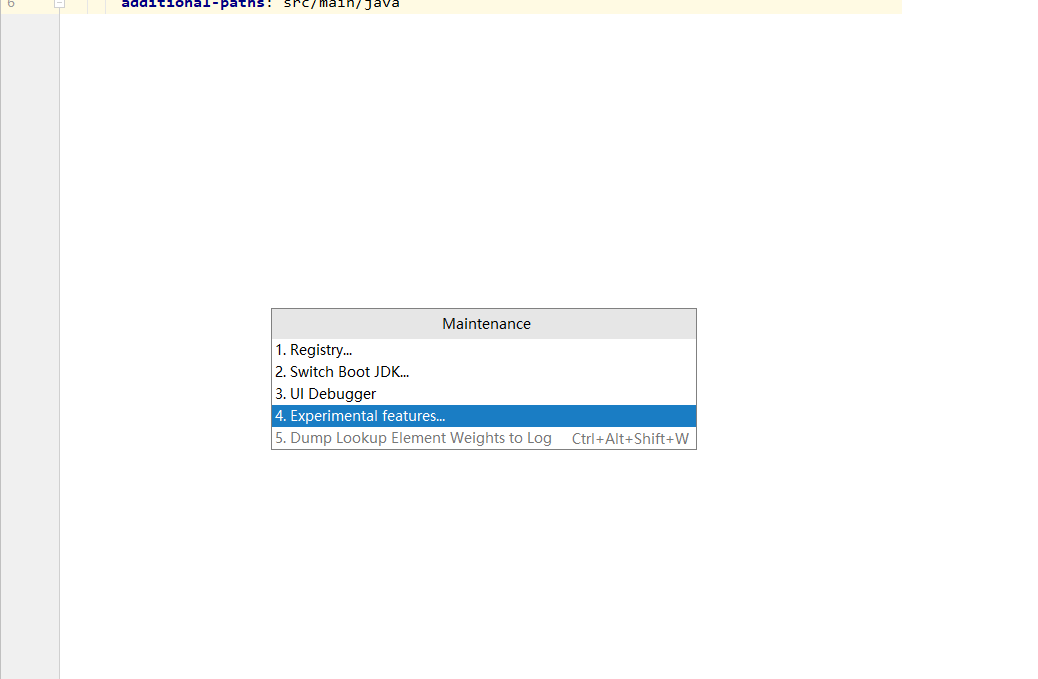 6 additional-paths: src/main/java
Maintenance
1. Registry...
2. Switch Boot JDK...
3. UI Debugger
4. Experimental features...
5. Dump Lookup Element Weights to Log Ctrl+Alt+Shift+W